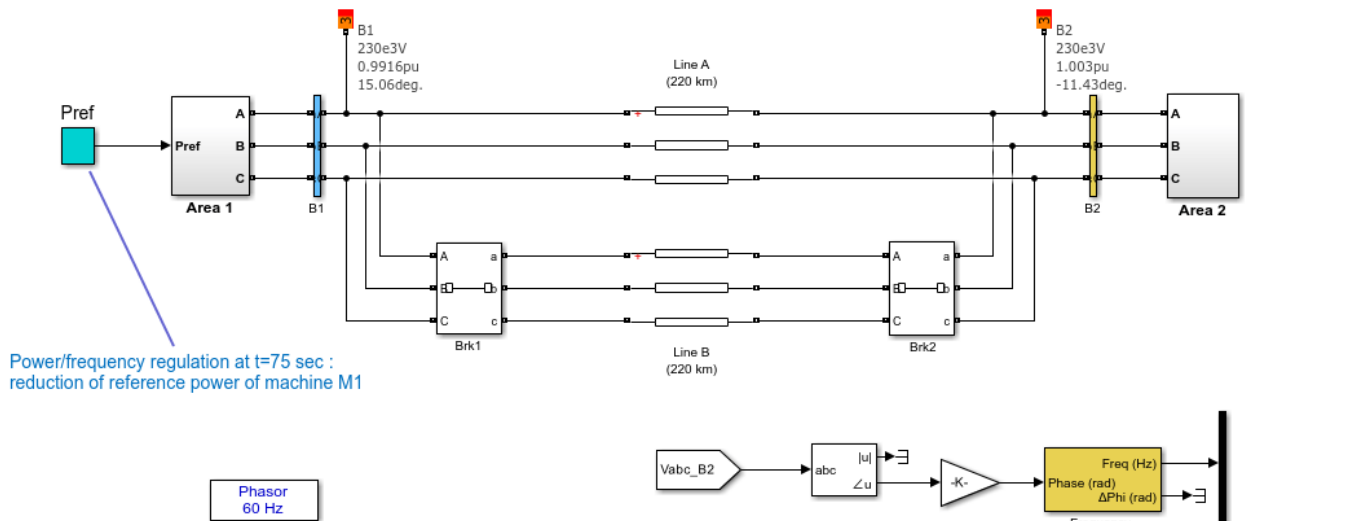 3
B1
230e3V
0.9916pu
15.06deg.
3
B2
230e3V
1.003pu
-11.43deg.
Line A
(220 km)
Pref
Pref
A
B
C
Area 1
A
B
C
B1
+
A
B
C
B2
A
B
C
Area 2
A
B
C
a
b
c
Brk1
+
Line B
(220 km)
A
B
C
a
b
c
Brk2
Power/frequency regulation at t=75 sec :
reduction of reference power of machine M1
Phasor
60 Hz
Vabc_B2
abc
|u|
∠u
-K-
Phase (rad)
Freq (Hz)
ΔPhi (rad)